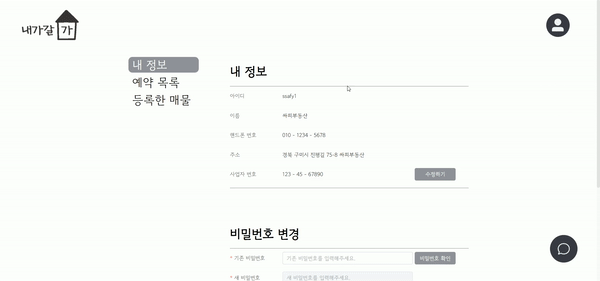 내가갈 가
내 정보
예약 목록
등록한 매물
내 정보
아이디 ssafy1
이름 싸피부동산
핸드폰 번호 010 - 1234 - 5678
주소 경북 구미시 진평길 75-8 싸피부동산
사업자 번호 123 - 45 - 67890
수정하기
비밀번호 변경
* 기존 비밀번호 기존 비밀번호를 입력해주세요. 비밀번호 확인
* 새 비밀번호 새 비밀번호를 입력해주세요.